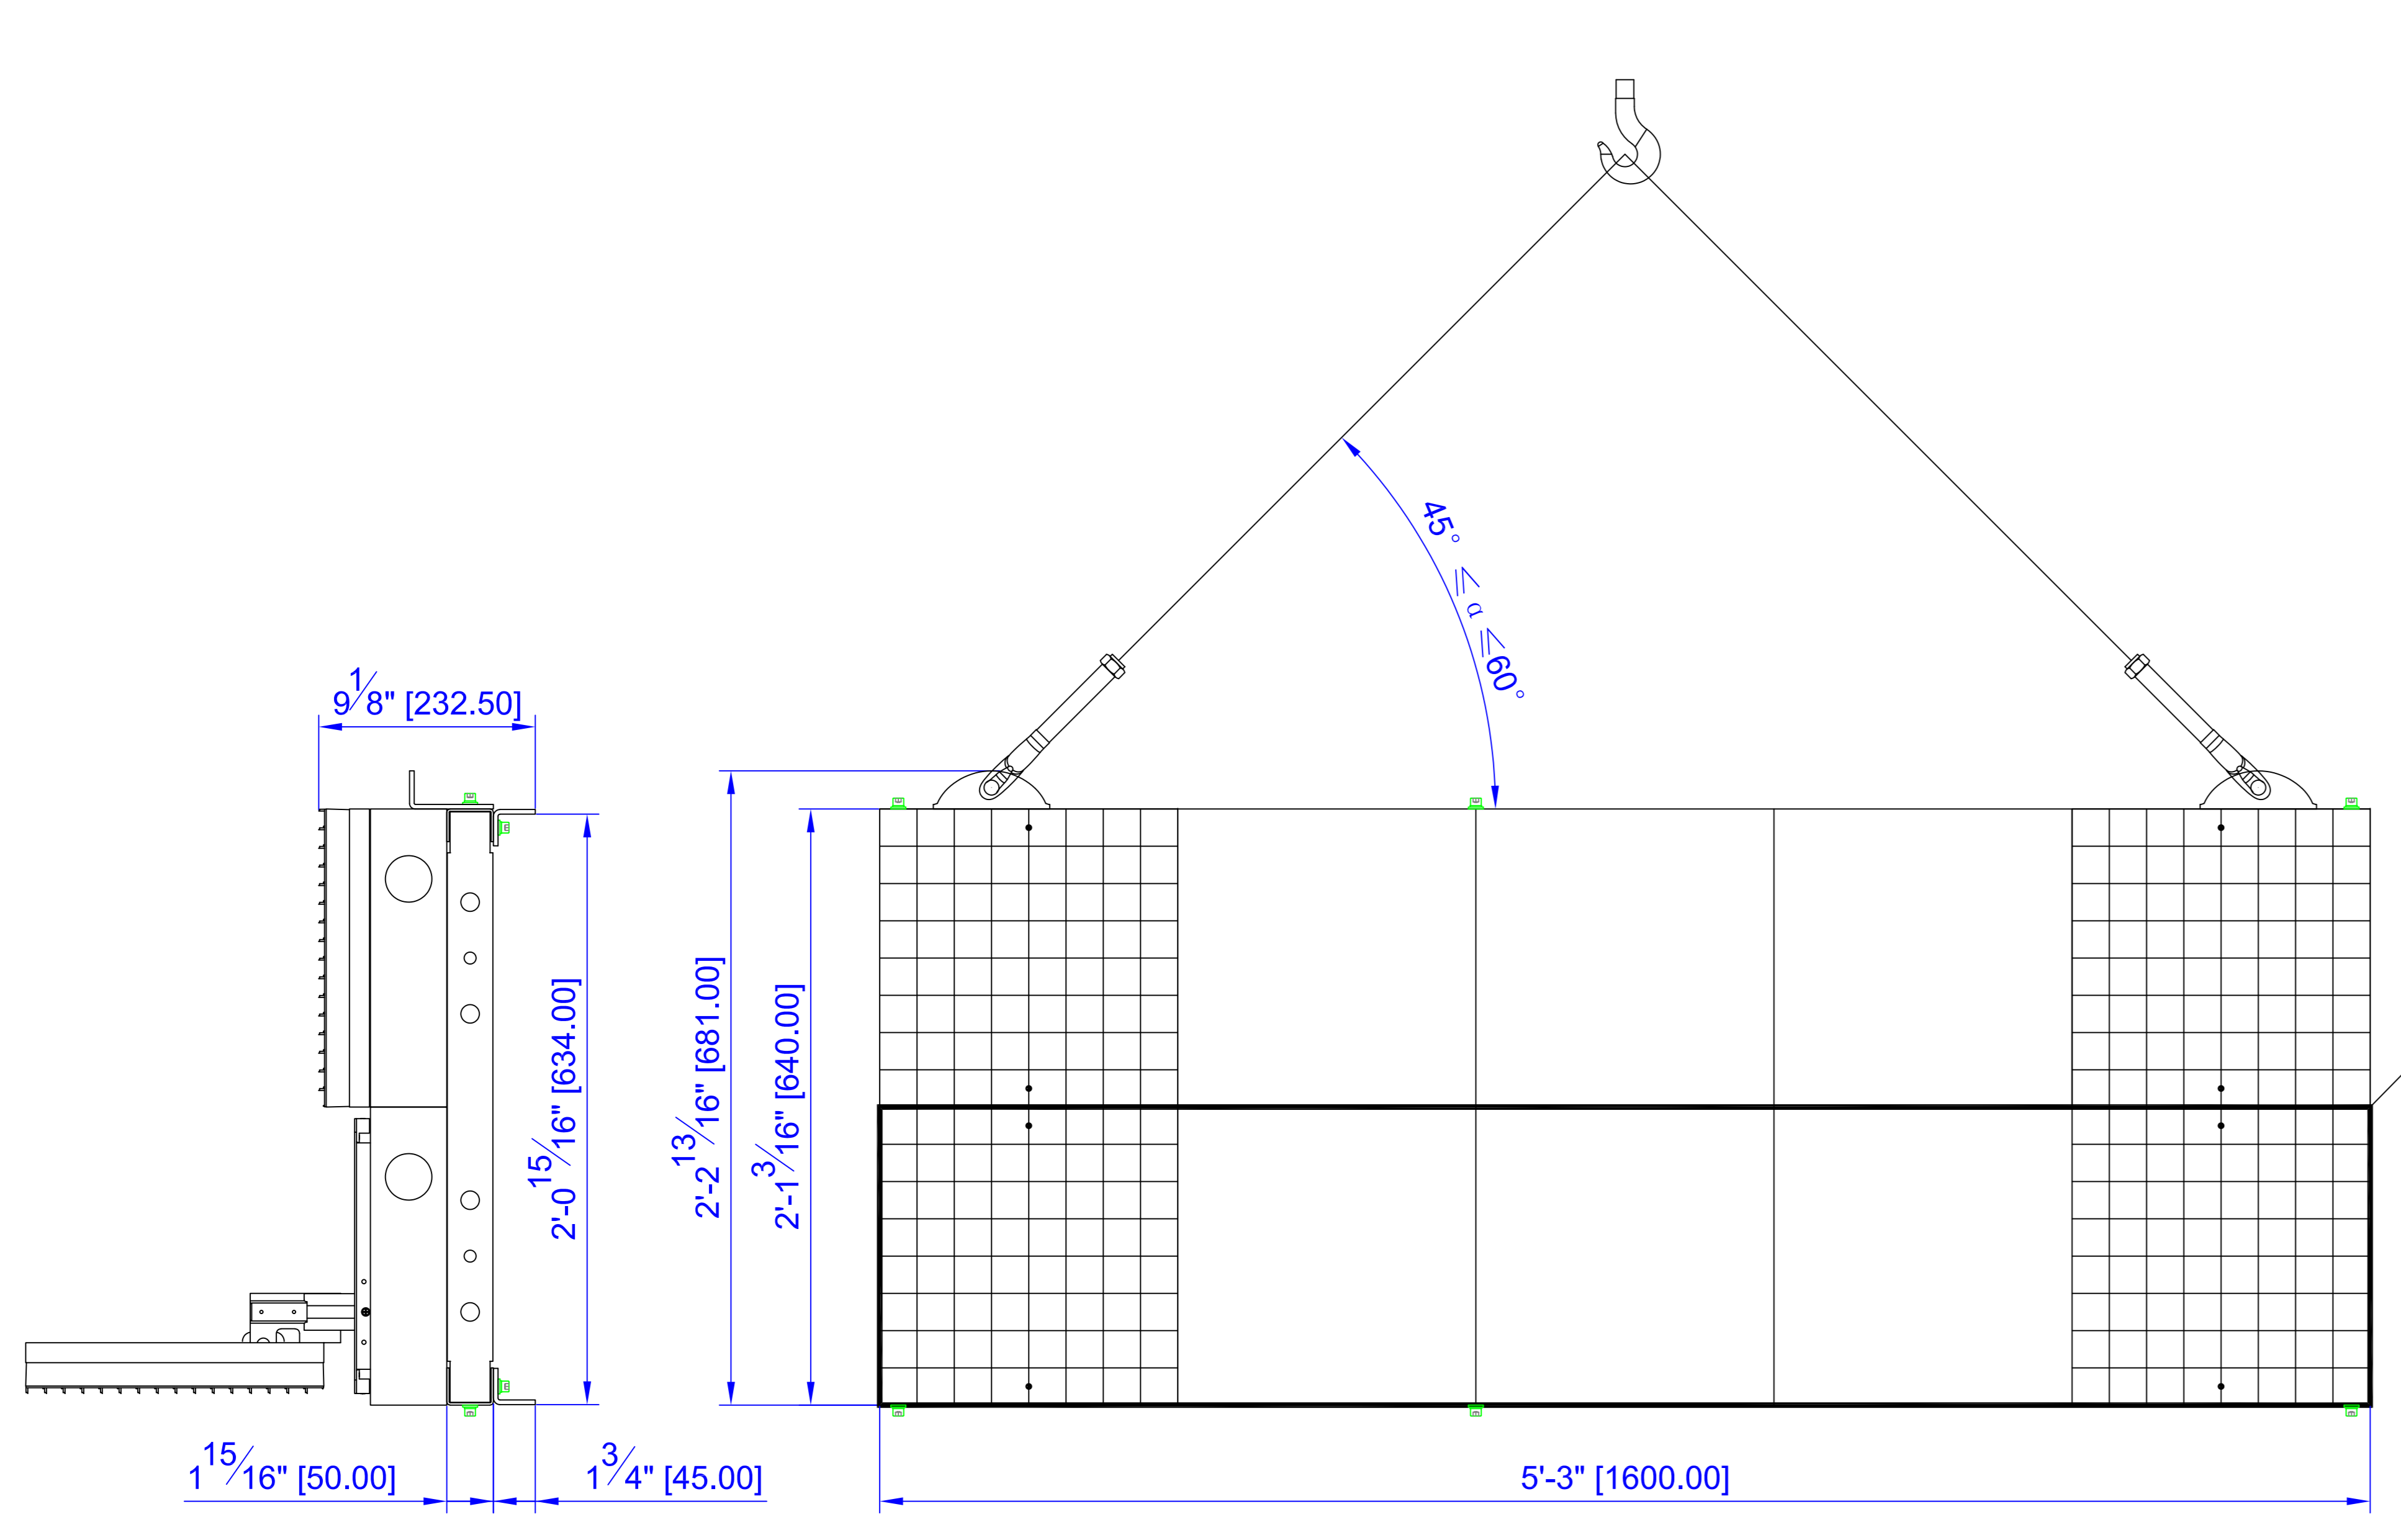 45° ≤ α ≤60°
9 1/8" [232.50]
2'-0 15/16" [634.00]
2'-2 13/16" [681.00]
2'-1 3/16" [640.00]
1 15/16" [50.00]
1 3/4" [45.00]
5'-3" [1600.00]